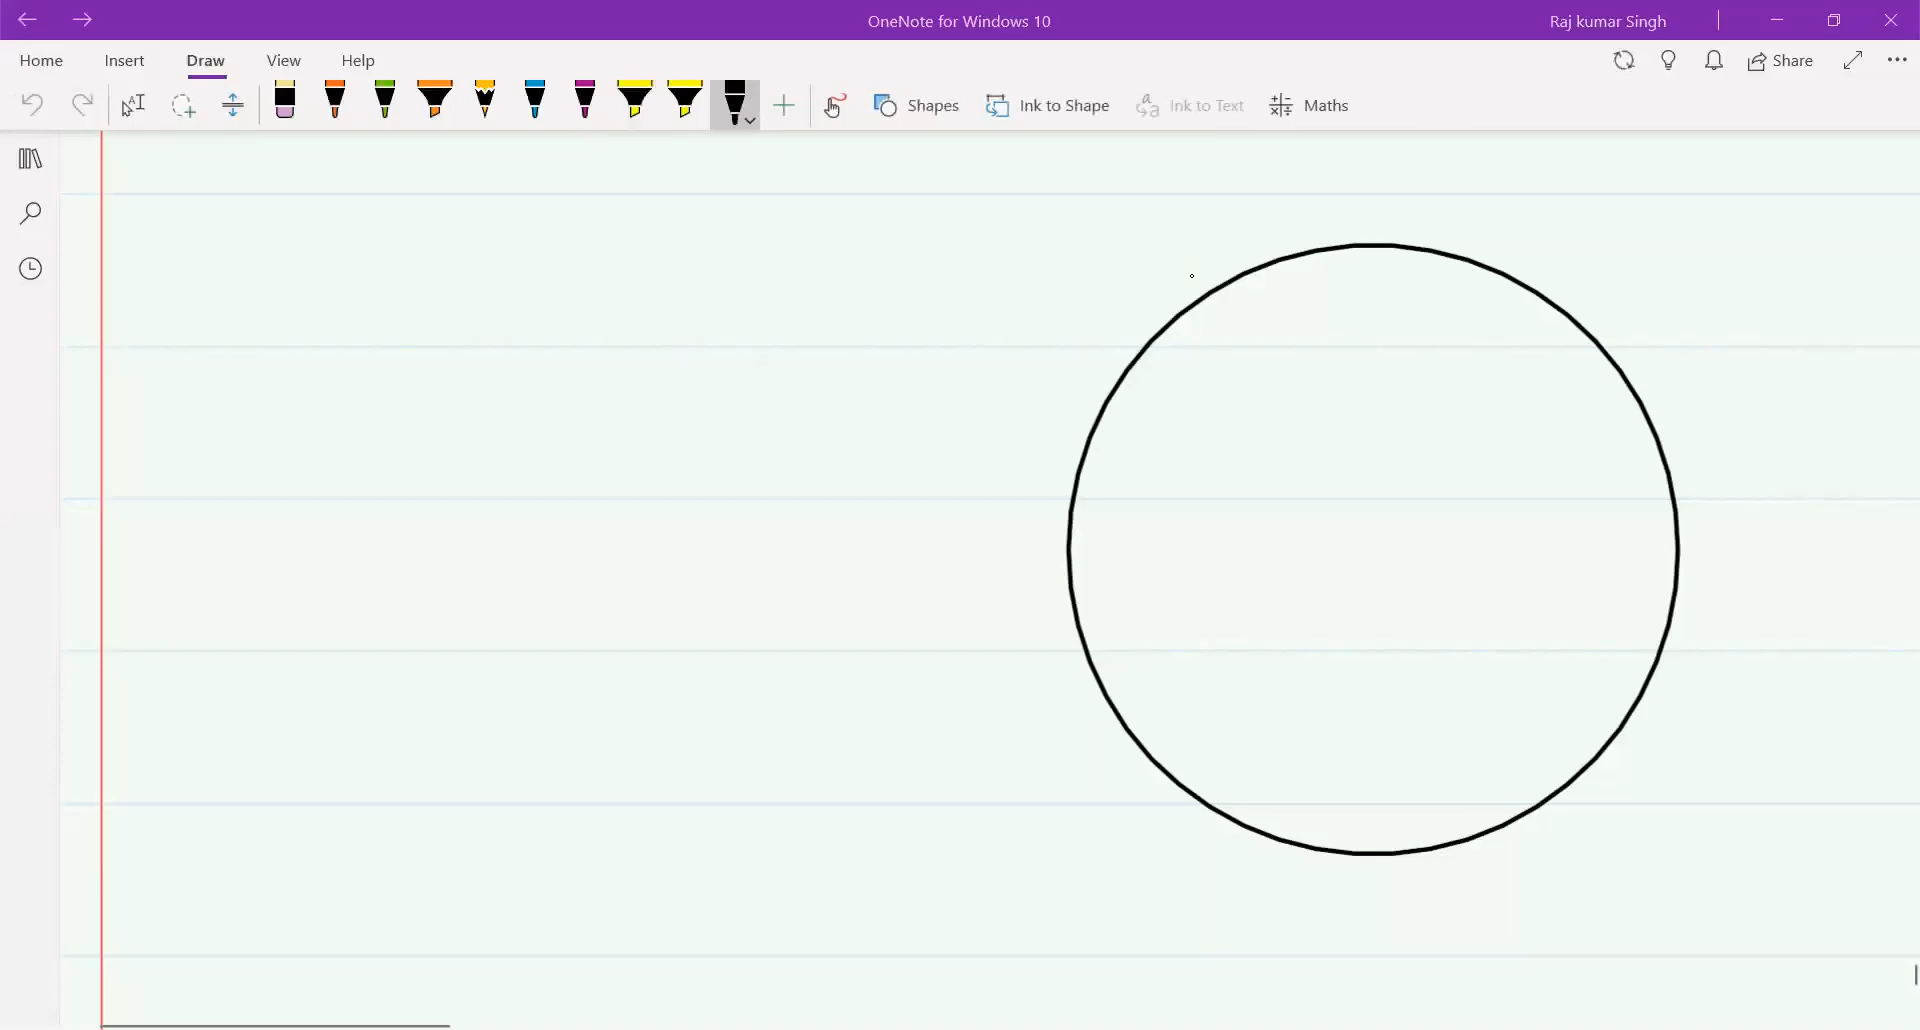 OneNote for Windows 10
Raj kumar Singh
Home Insert Draw View Help
Share
Shapes Ink to Shape Ink to Text Maths